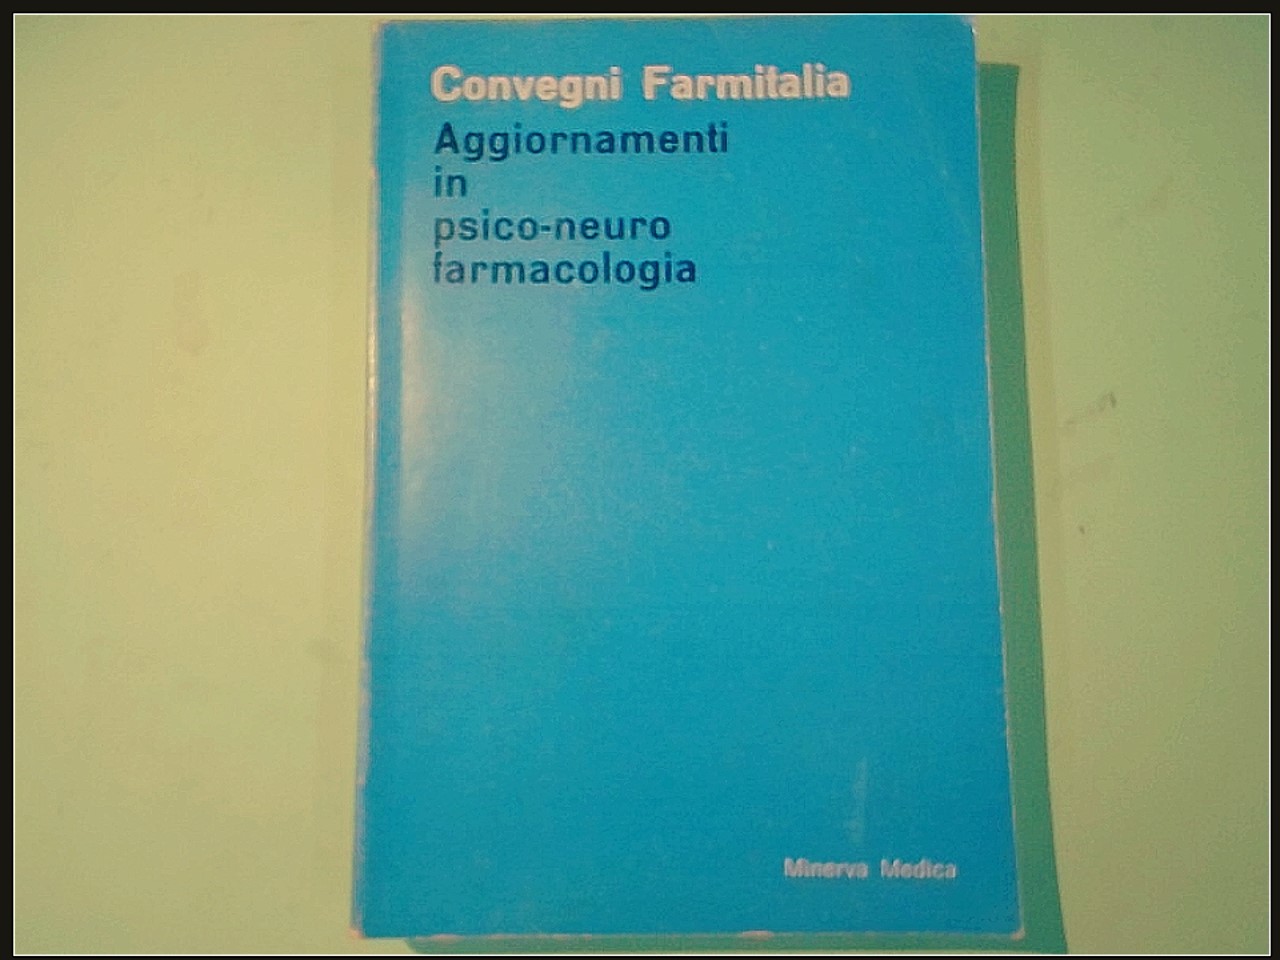 Convegni Farmitalia
Aggiornamenti
in
psico-neuro
farmacologia
Minerva Medica